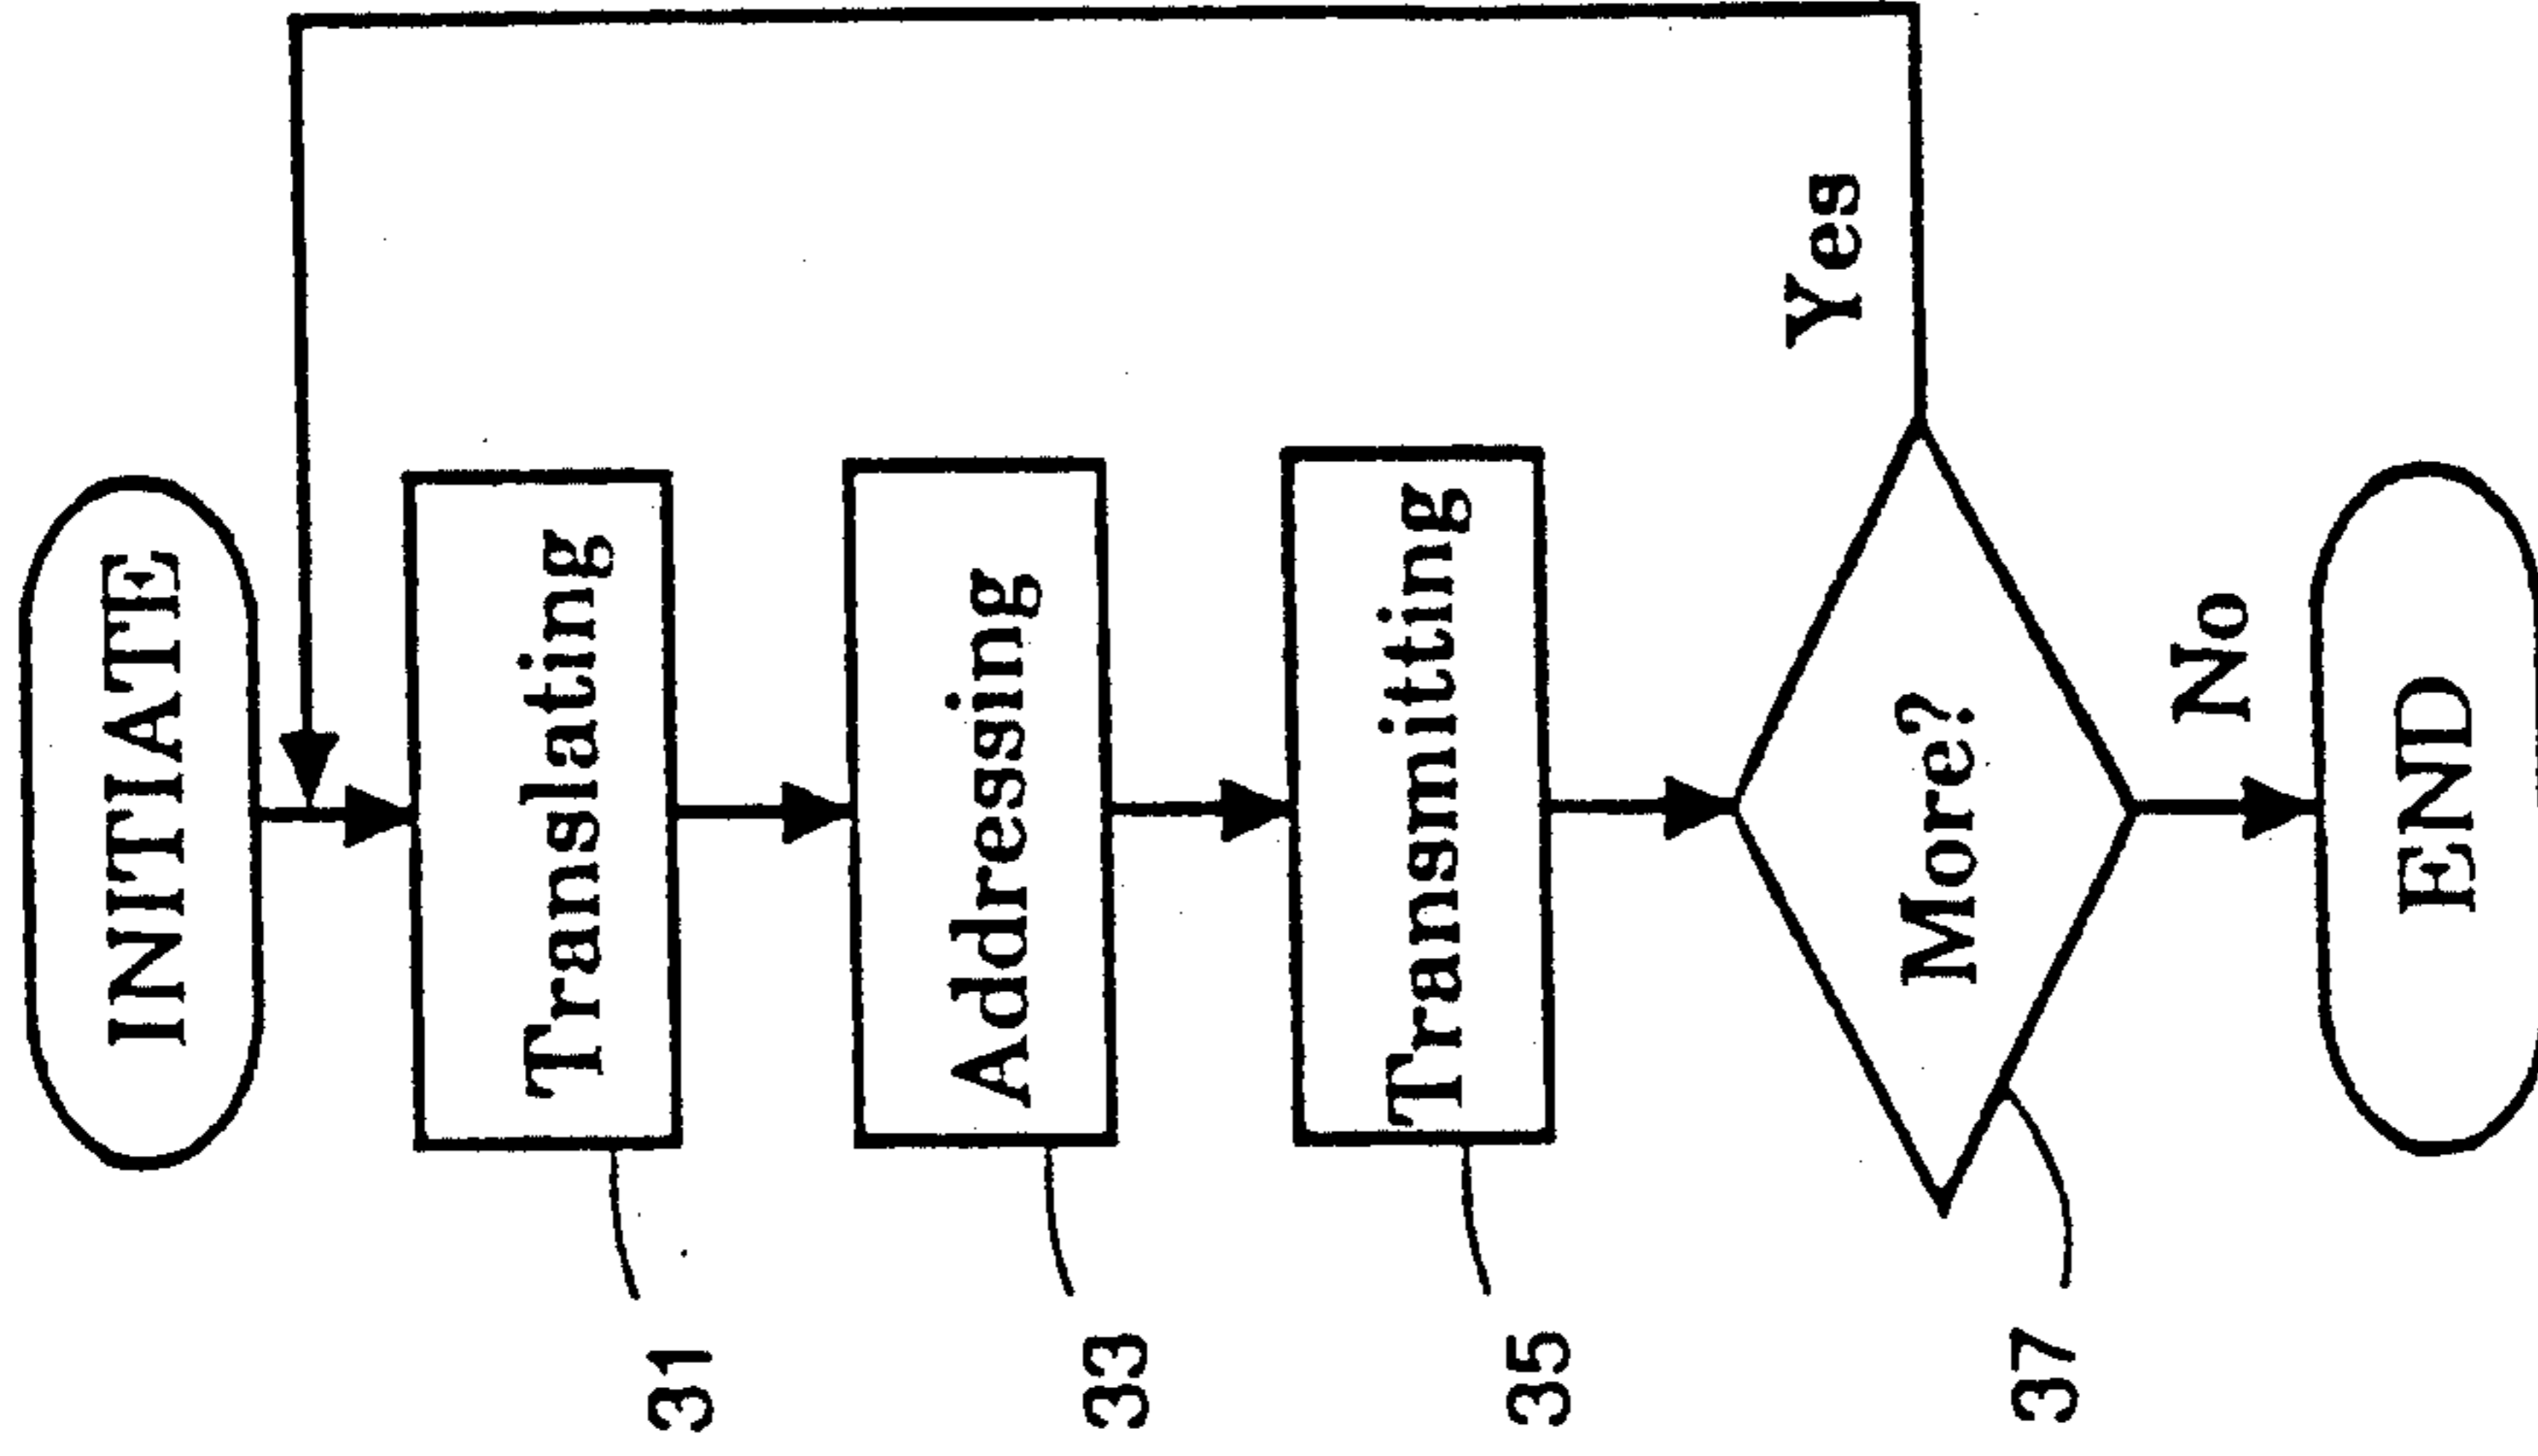 INITIATE
Translating
31
Addressing
33
Transmitting
35
More?
Yes
37
No
END